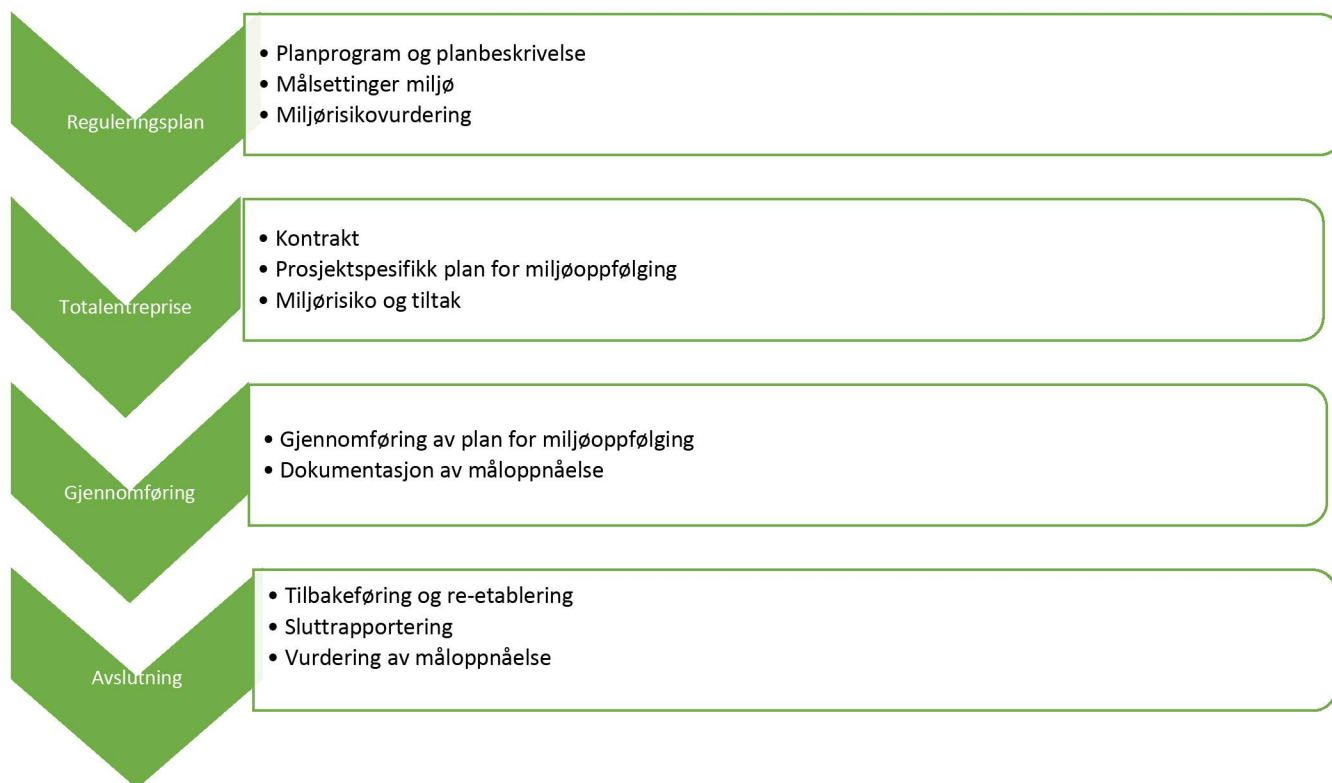 Reguleringsplan
• Planprogram og planbeskrivelse
• Målsettinger miljø
• Miljørisikovurdering
Totalentreprise
• Kontrakt
• Prosjektspesifikk plan for miljøoppfølging
• Miljørisiko og tiltak
Gjennomføring
• Gjennomføring av plan for miljøoppfølging
• Dokumentasjon av måloppnåelse
Avslutning
• Tilbakeføring og re-etablering
• Sluttrapportering
• Vurdering av måloppnåelse